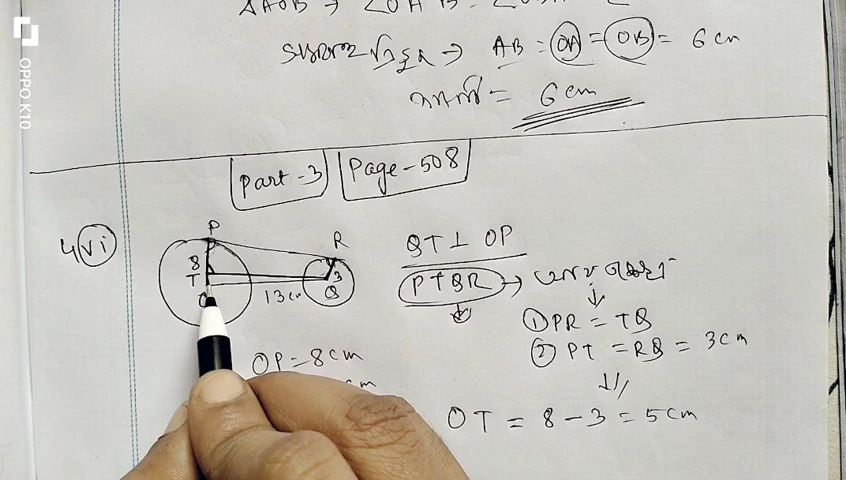 OPPO K10
AB = OA = OB = 6 cm
6 cm
Part-3 Page-508
4 vi
P
R
8
T
3
O
13 cm
Q
QT ⊥ OP
PTQR →
① PR = TQ
② PT = RQ = 3cm
OP = 8 cm
cm
OT = 8 - 3 = 5 cm